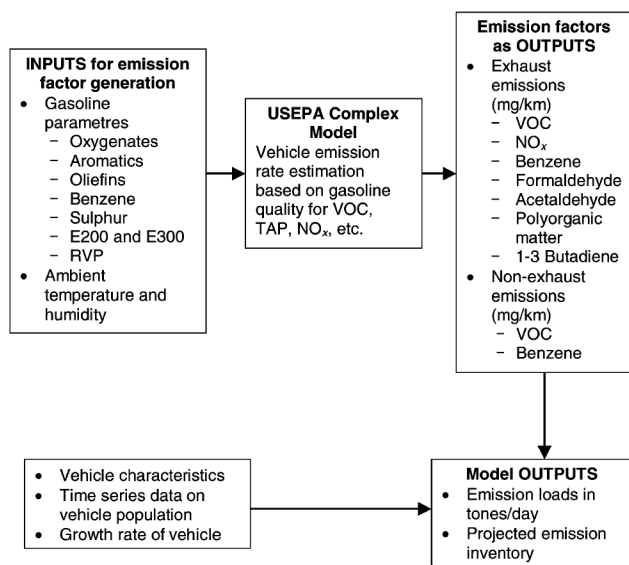 INPUTS for emission
factor generation
• Gasoline
parametres
– Oxygenates
– Aromatics
– Oliefins
– Benzene
– Sulphur
– E200 and E300
– RVP
• Ambient
temperature and
humidity
USEPA Complex
Model
Vehicle emission
rate estimation
based on gasoline
quality for VOC,
TAP, NOx, etc.
Emission factors
as OUTPUTS
• Exhaust
emissions
(mg/km)
– VOC
– NOx
– Benzene
– Formaldehyde
– Acetaldehyde
– Polyorganic
matter
– 1-3 Butadiene
• Non-exhaust
emissions
(mg/km)
– VOC
– Benzene
• Vehicle characteristics
• Time series data on
vehicle population
• Growth rate of vehicle
Model OUTPUTS
• Emission loads in
tones/day
• Projected emission
inventory